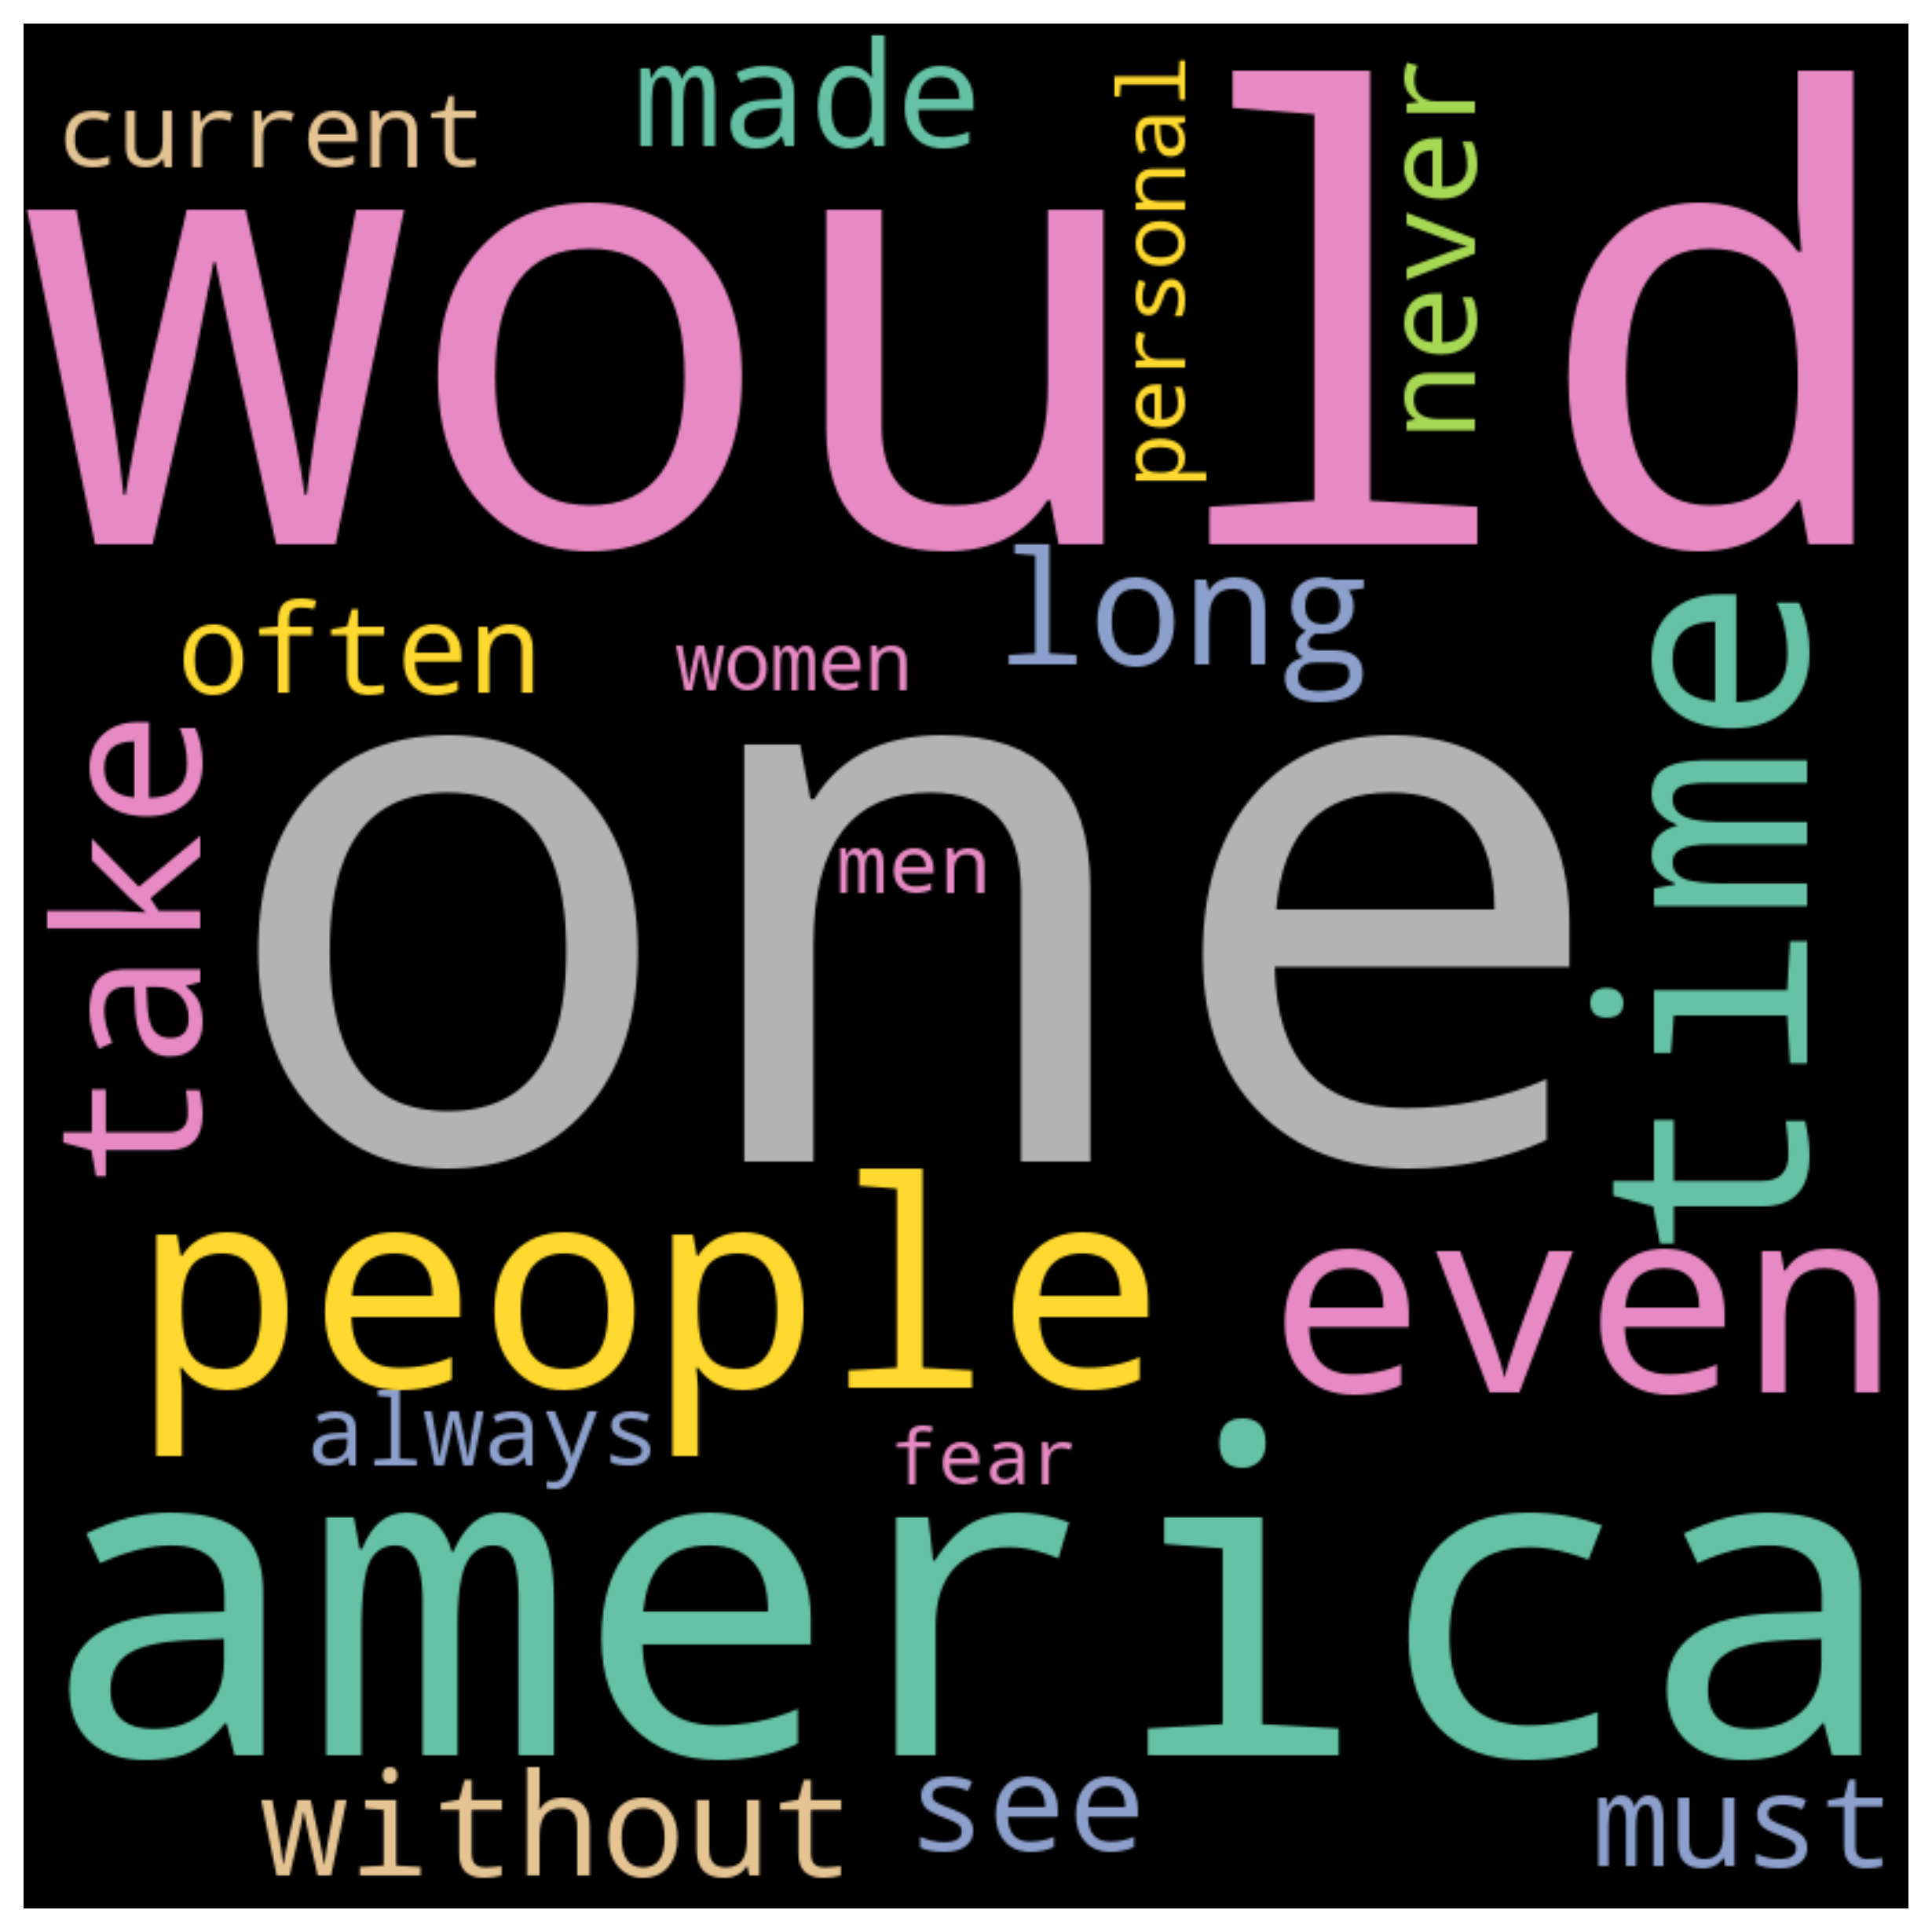 made
current
personal
never
would
long
often
women
take
time
one
men
people
even
always
fear
america
without
see
must